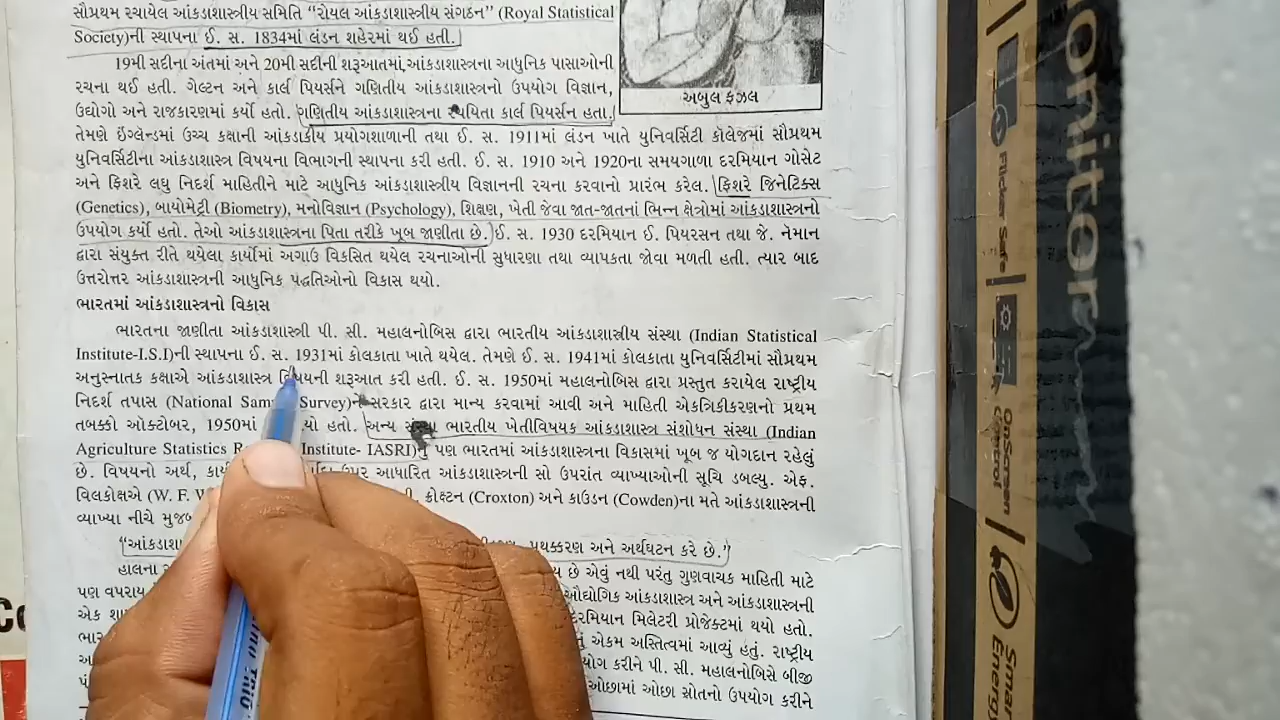 સૌપ્રથમ રચાયેલ આંકડાશાસ્ત્રીય સમિતિ “રોયલ આંકડાશાસ્ત્રીય સંગઠન” (Royal Statistical
Society)ની સ્થાપના ઈ. સ. 1834માં લંડન શહેરમાં થઈ હતી.
19મી સદીના અંતમાં અને 20મી સદીની શરૂઆતમાં,આંકડાશાસ્ત્રના આધુનિક પાસાઓની
રચના થઈ હતી. ગેલ્ટન અને કાર્લ પિયર્સને ગણિતીય આંકડાશાસ્ત્રનો ઉપયોગ વિજ્ઞાન,
ઉદ્યોગો અને રાજકારણમાં કર્યો હતો. ગણિતીય આંકડાશાસ્ત્રના રચયિતા કાર્લ પિયર્સન હતા,
અબુલ ફઝલ
તેમણે ઇંગ્લેન્ડમાં ઉચ્ચ કક્ષાની આંકડાકીય પ્રયોગશાળાની તથા ઈ. સ. 1911માં લંડન ખાતે યુનિવર્સિટી કૉલેજમાં સૌપ્રથમ
યુનિવર્સિટીના આંકડાશાસ્ત્ર વિષયના વિભાગની સ્થાપના કરી હતી. ઈ. સ. 1910 અને 1920ના સમયગાળા દરમિયાન ગોસેટ
અને ફિશરે લઘુ નિદર્શ માહિતીને માટે આધુનિક આંકડાશાસ્ત્રીય વિજ્ઞાનની રચના કરવાનો પ્રારંભ કરેલ. ફિશરે જિનેટિક્સ
(Genetics), બાયોમેટ્રી (Biometry), મનોવિજ્ઞાન (Psychology), શિક્ષણ, ખેતી જેવા જાત-જાતનાં ભિન્ન ક્ષેત્રોમાં આંકડાશાસ્ત્રનો
ઉપયોગ કર્યો હતો. તેઓ આંકડાશાસ્ત્રના પિતા તરીકે ખૂબ જાણીતા છે. ઈ. સ. 1930 દરમિયાન ઈ. પિયરસન તથા જે. નેમાન
દ્વારા સંયુક્ત રીતે થયેલા કાર્યોમાં અગાઉ વિકસિત થયેલ રચનાઓની સુધારણા તથા વ્યાપકતા જોવા મળતી હતી. ત્યાર બાદ
ઉત્તરોત્તર આંકડાશાસ્ત્રની આધુનિક પદ્ધતિઓનો વિકાસ થયો.
ભારતમાં આંકડાશાસ્ત્રનો વિકાસ
ભારતના જાણીતા આંકડાશાસ્ત્રી પી. સી. મહાલનોબિસ દ્વારા ભારતીય આંકડાશાસ્ત્રીય સંસ્થા (Indian Statistical
Institute-I.S.I)ની સ્થાપના ઈ. સ. 1931માં કોલકાતા ખાતે થયેલ. તેમણે ઈ. સ. 1941માં કોલકાતા યુનિવર્સિટીમાં સૌપ્રથમ
અનુસ્નાતક કક્ષાએ આંકડાશાસ્ત્ર વિષયની શરૂઆત કરી હતી. ઈ. સ. 1950માં મહાલનોબિસ દ્વારા પ્રસ્તુત કરાયેલ રાષ્ટ્રીય
નિદર્શ તપાસ (National Survey) સરકાર દ્વારા માન્ય કરવામાં આવી અને માહિતી એકત્રિકીકરણનો પ્રથમ
તબક્કો ઑક્ટોબર, 1950માં હતો. અન્ય સંસ્થા ભારતીય ખેતીવિષયક આંકડાશાસ્ત્ર સંશોધન સંસ્થા (Indian
Agriculture Statistics Institute- IASRI)નું પણ ભારતમાં આંકડાશાસ્ત્રના વિકાસમાં ખૂબ જ યોગદાન રહેલું
છે. વિષયનો અર્થ, ઉપર આધારિત આંકડાશાસ્ત્રની સો ઉપરાંત વ્યાખ્યાઓની સૂચિ ડબલ્યુ. એફ.
વિલકોક્ષએ (W. F. ક્રોક્ષ્ટન (Croxton) અને કાઉડન (Cowden)ના મતે આંકડાશાસ્ત્રની
વ્યાખ્યા નીચે મુજબ
પૃથક્કરણ અને અર્થઘટન કરે છે.”
હાલના છે એવું નથી પરંતુ ગુણવાચક માહિતી માટે
પણ વપરાય ઔદ્યોગિક આંકડાશાસ્ત્ર અને આંકડાશાસ્ત્રની
એક દરમિયાન મિલેટરી પ્રોજેક્ટમાં થયો હતો.
એકમ અસ્તિત્વમાં આવ્યું હતું. રાષ્ટ્રીય
કરીને પી. સી. મહાલનોબિસે બીજી
ઓછામાં ઓછા સ્રોતનો ઉપયોગ કરીને
onitor
Flicker Safe
OnScreen Control
Energy